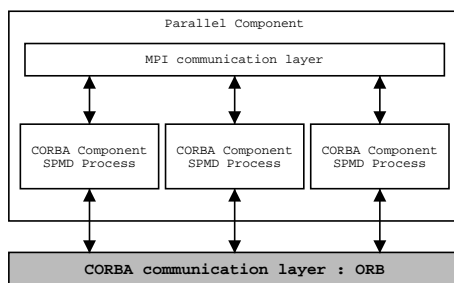 Parallel Component
MPI communication layer
CORBA Component
SPMD Process
CORBA Component
SPMD Process
CORBA Component
SPMD Process
CORBA communication layer : ORB